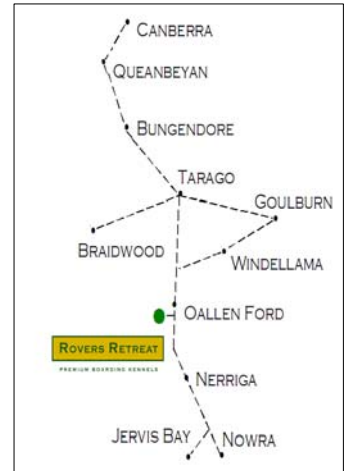 CANBERRA
QUEANBEYAN
BUNGENDORE
TARAGO
GOULBURN
BRAIDWOOD
WINDELLAMA
OALLEN FORD
ROVERS RETREAT
PREMIUM BOARDING KENNELS
NERRIGA
JERVIS BAY
NOWRA